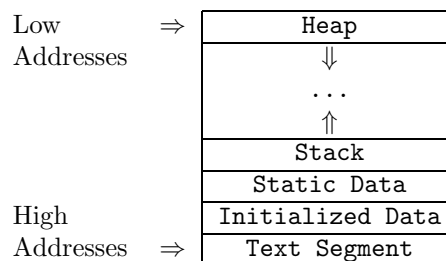 Low ⇒ Heap
Addresses ⇓
...
⇑
Stack
Static Data
High Initialized Data
Addresses ⇒ Text Segment